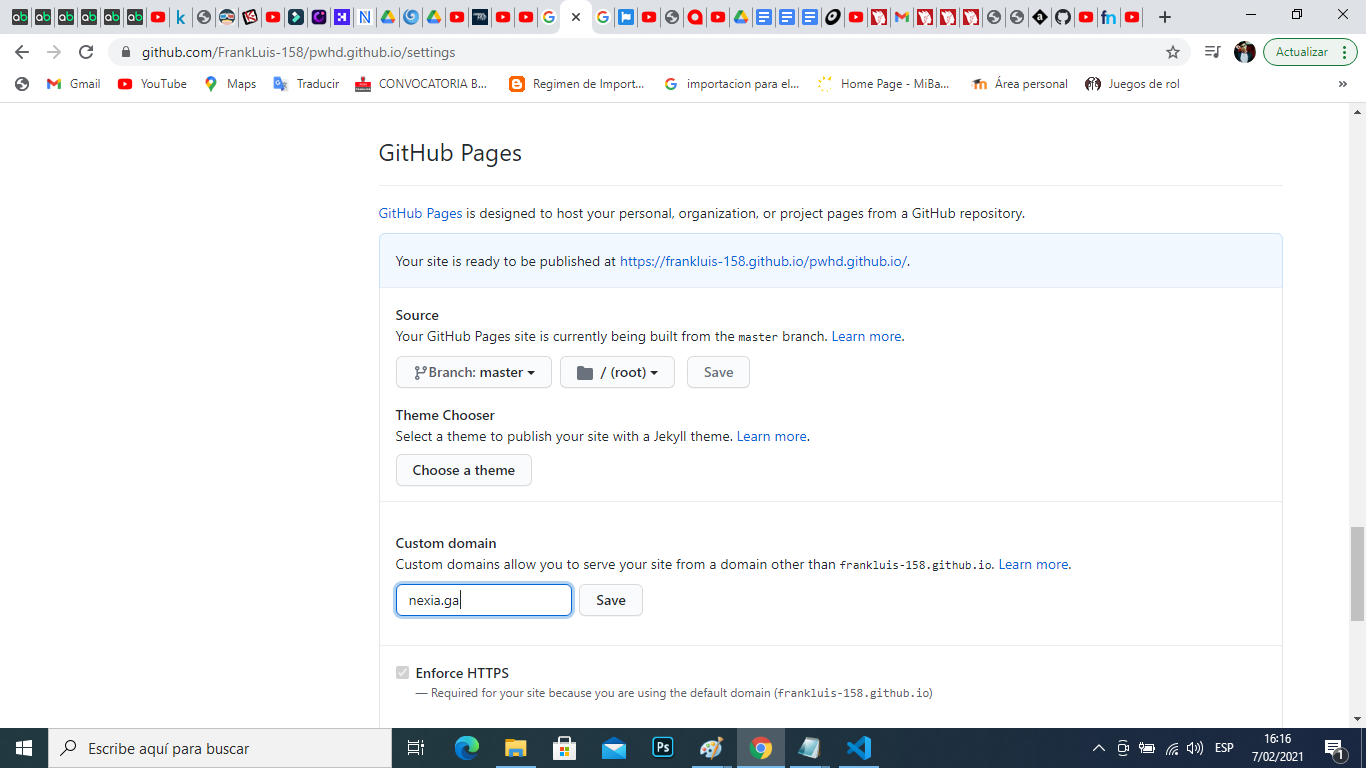 github.com/FrankLuis-158/pwhd.github.io/settings
Actualizar
Gmail
YouTube
Maps
Traducir
CONVOCATORIA B...
Regimen de Import...
importacion para el...
Home Page - MiBa...
Área personal
Juegos de rol
»
GitHub Pages
GitHub Pages is designed to host your personal, organization, or project pages from a GitHub repository.
Your site is ready to be published at https://frankluis-158.github.io/pwhd.github.io/.
Source
Your GitHub Pages site is currently being built from the master branch. Learn more.
Branch: master
/ (root)
Save
Theme Chooser
Select a theme to publish your site with a Jekyll theme. Learn more.
Choose a theme
Custom domain
Custom domains allow you to serve your site from a domain other than frankluis-158.github.io. Learn more.
nexia.ga
Save
Enforce HTTPS
— Required for your site because you are using the default domain (frankluis-158.github.io)
Escribe aquí para buscar
Ps
ESP
16:16
7/02/2021
1